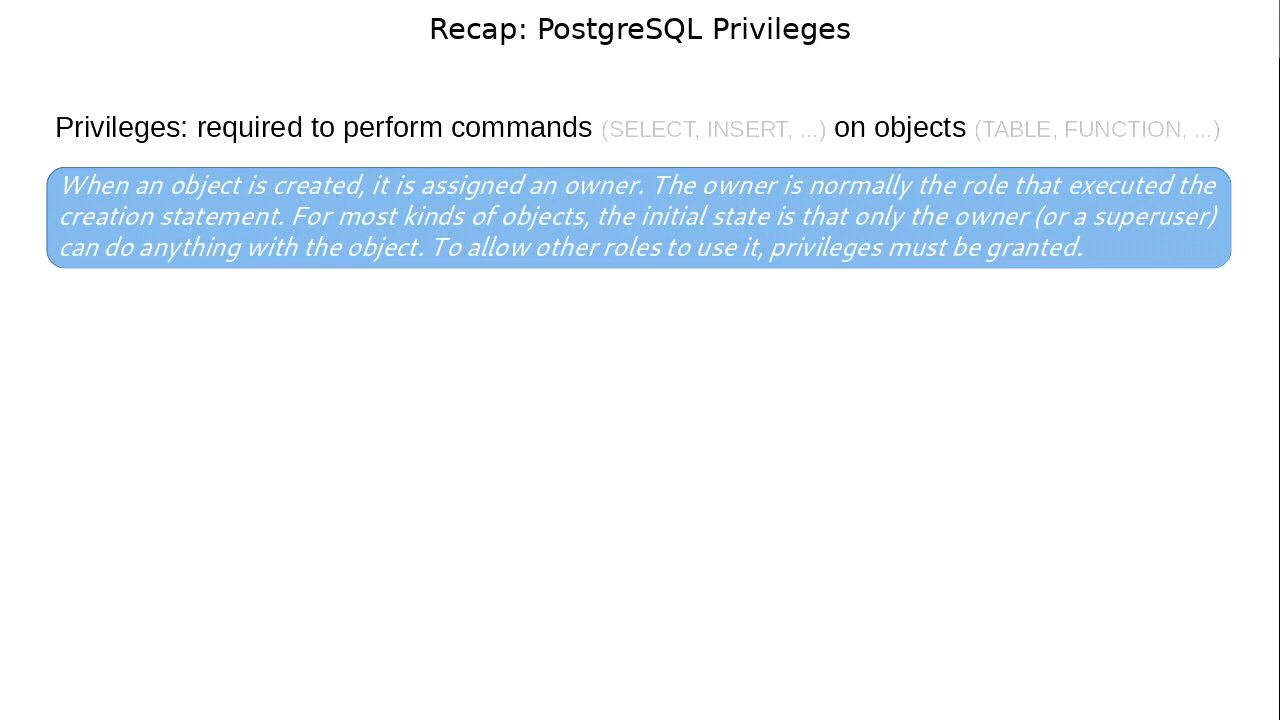 Recap: PostgreSQL Privileges
Privileges: required to perform commands (SELECT, INSERT, ...) on objects (TABLE, FUNCTION, ...)
When an object is created, it is assigned an owner. The owner is normally the role that executed the
creation statement. For most kinds of objects, the initial state is that only the owner (or a superuser)
can do anything with the object. To allow other roles to use it, privileges must be granted.